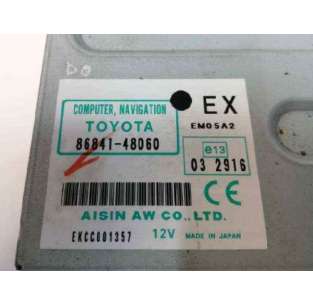 COMPUTER, NAVIGATION
TOYOTA
86841-48060
EX
EM05A2
e13
03 2916
CE
AISIN AW CO., LTD.
EKCC001357
12V
MADE IN JAPAN